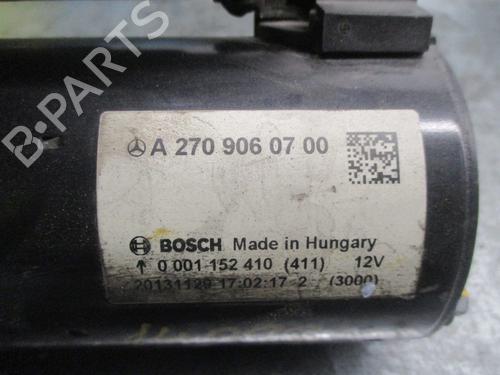 A 270 906 07 00
BOSCH Made in Hungary
0 001 152 410 (411) 12V
20131129 17:02:17 2 (3000)
B-PARTS